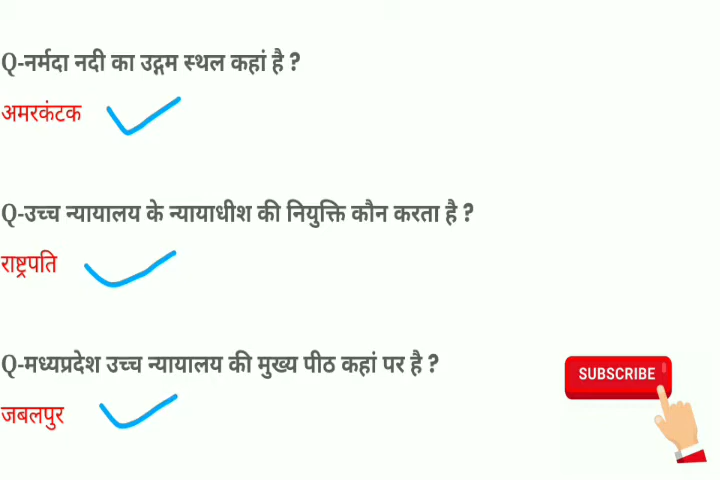 Q-नर्मदा नदी का उद्गम स्थल कहां है ?
अमरकंटक
Q-उच्च न्यायालय के न्यायाधीश की नियुक्ति कौन करता है ?
राष्ट्रपति
Q-मध्यप्रदेश उच्च न्यायालय की मुख्य पीठ कहां पर है ?
SUBSCRIBE
जबलपुर